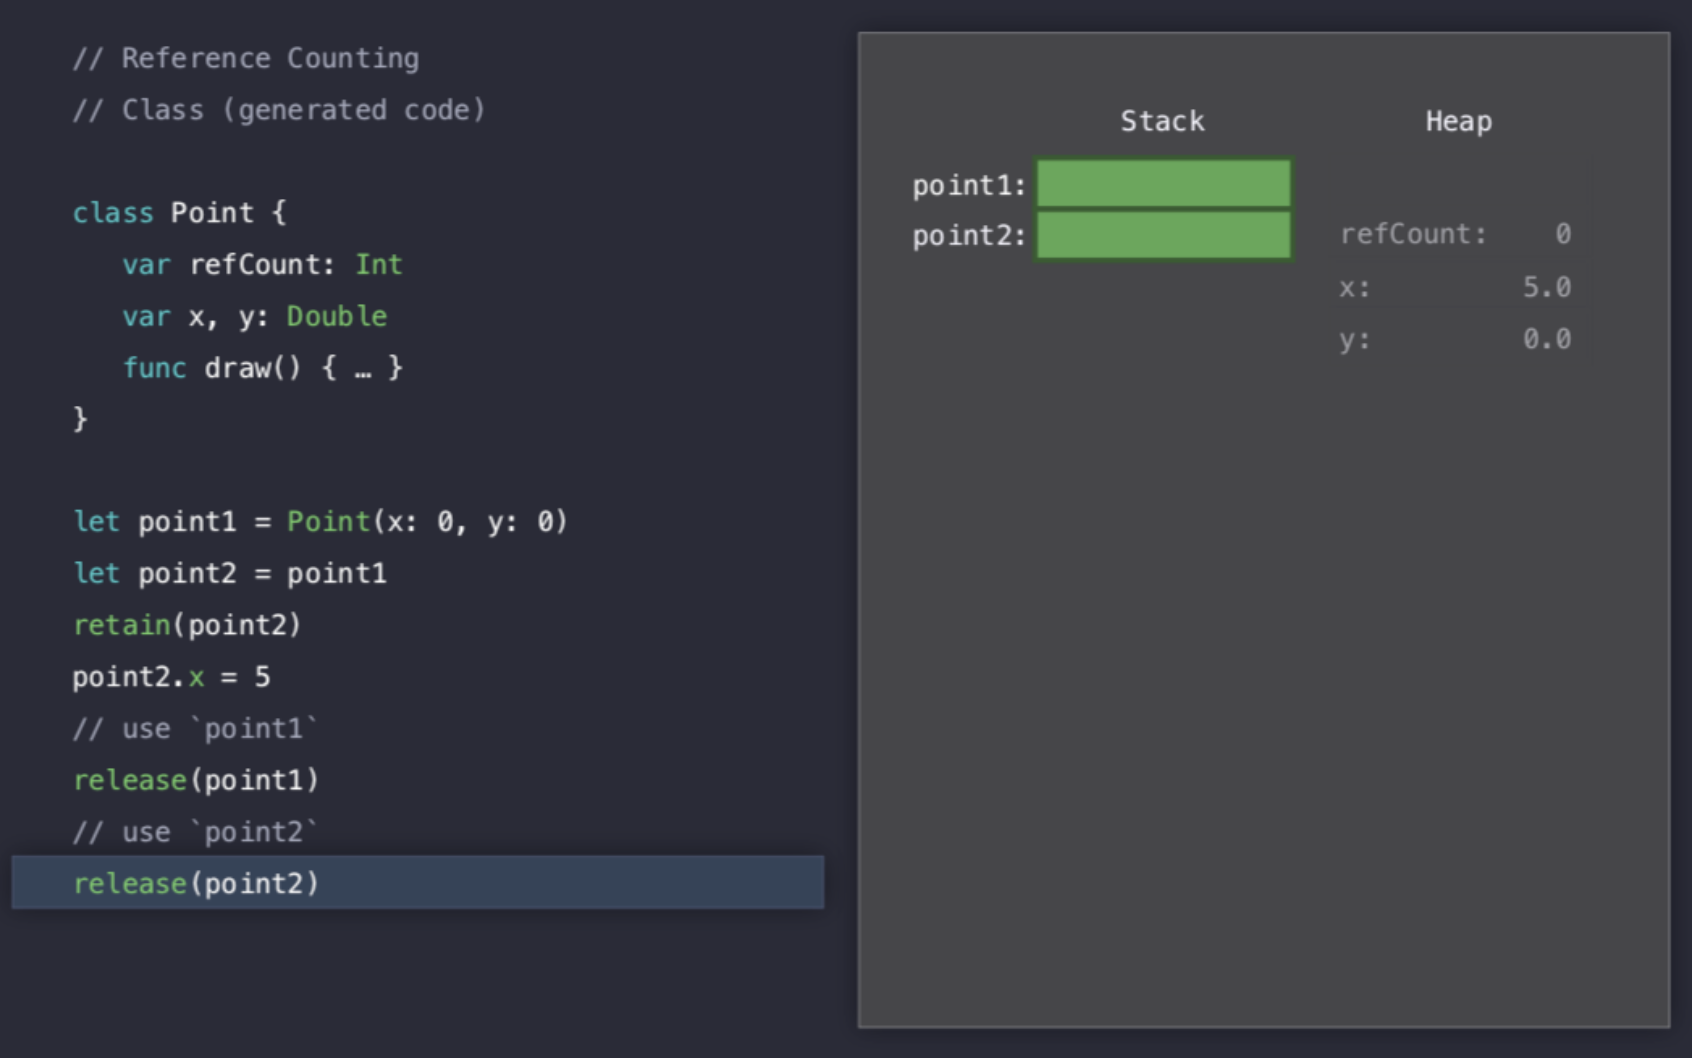 // Reference Counting
// Class (generated code)
class Point {
var refCount: Int
var x, y: Double
func draw() { … }
}
let point1 = Point(x: 0, y: 0)
let point2 = point1
retain(point2)
point2.x = 5
// use `point1`
release(point1)
// use `point2`
release(point2)
Stack Heap
point1:
point2:
refCount: 0
x: 5.0
y: 0.0